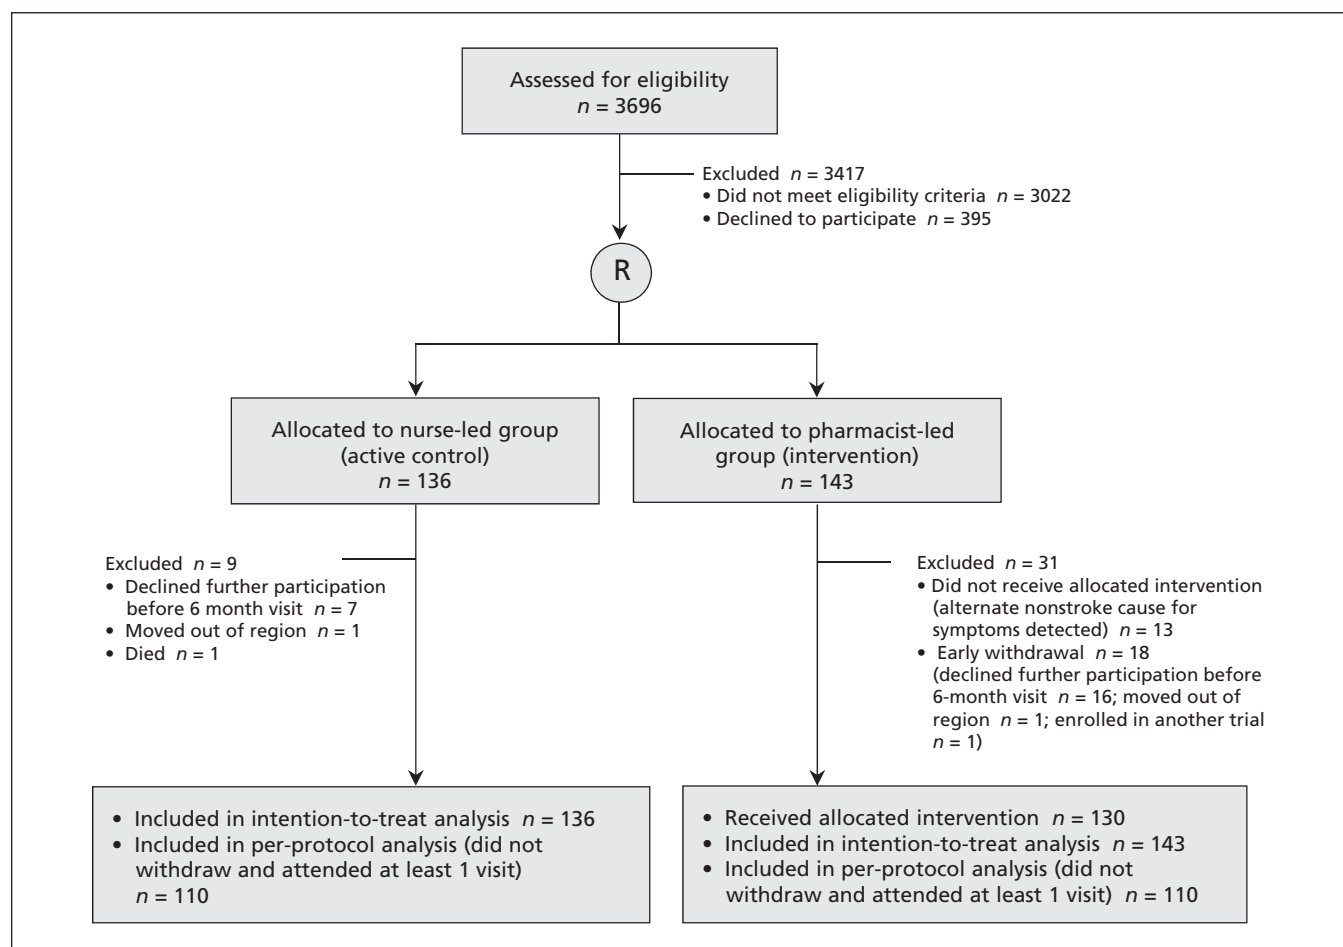 Assessed for eligibility
n = 3696
Excluded n = 3417
• Did not meet eligibility criteria n = 3022
• Declined to participate n = 395
R
Allocated to nurse-led group
(active control)
n = 136
Allocated to pharmacist-led
group (intervention)
n = 143
Excluded n = 9
• Declined further participation
before 6 month visit n = 7
• Moved out of region n = 1
• Died n = 1
Excluded n = 31
• Did not receive allocated intervention
(alternate nonstroke cause for
symptoms detected) n = 13
• Early withdrawal n = 18
(declined further participation before
6-month visit n = 16; moved out of
region n = 1; enrolled in another trial
n = 1)
• Included in intention-to-treat analysis n = 136
• Included in per-protocol analysis (did not
withdraw and attended at least 1 visit)
n = 110
• Received allocated intervention n = 130
• Included in intention-to-treat analysis n = 143
• Included in per-protocol analysis (did not
withdraw and attended at least 1 visit) n = 110